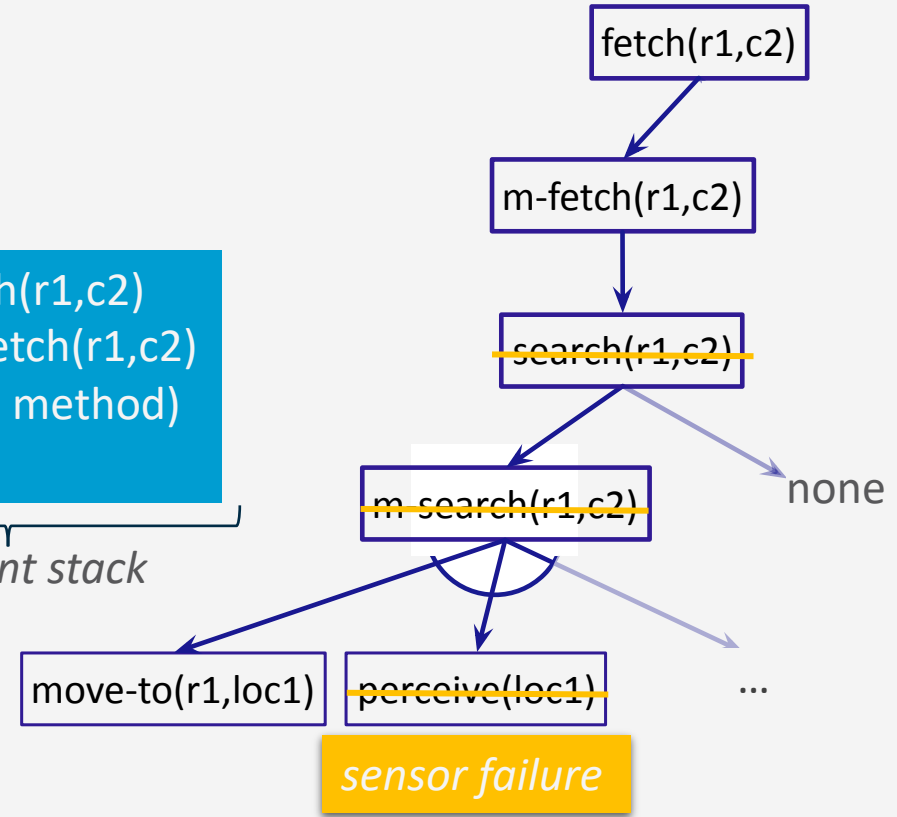 fetch(r1,c2)
m-fetch(r1,c2)
h(r1,c2)
etch(r1,c2)
method)
search(r1,c2)
m-search(r1,c2)
none
nt stack
move-to(r1,loc1)
perceive(loc1)
...
sensor failure